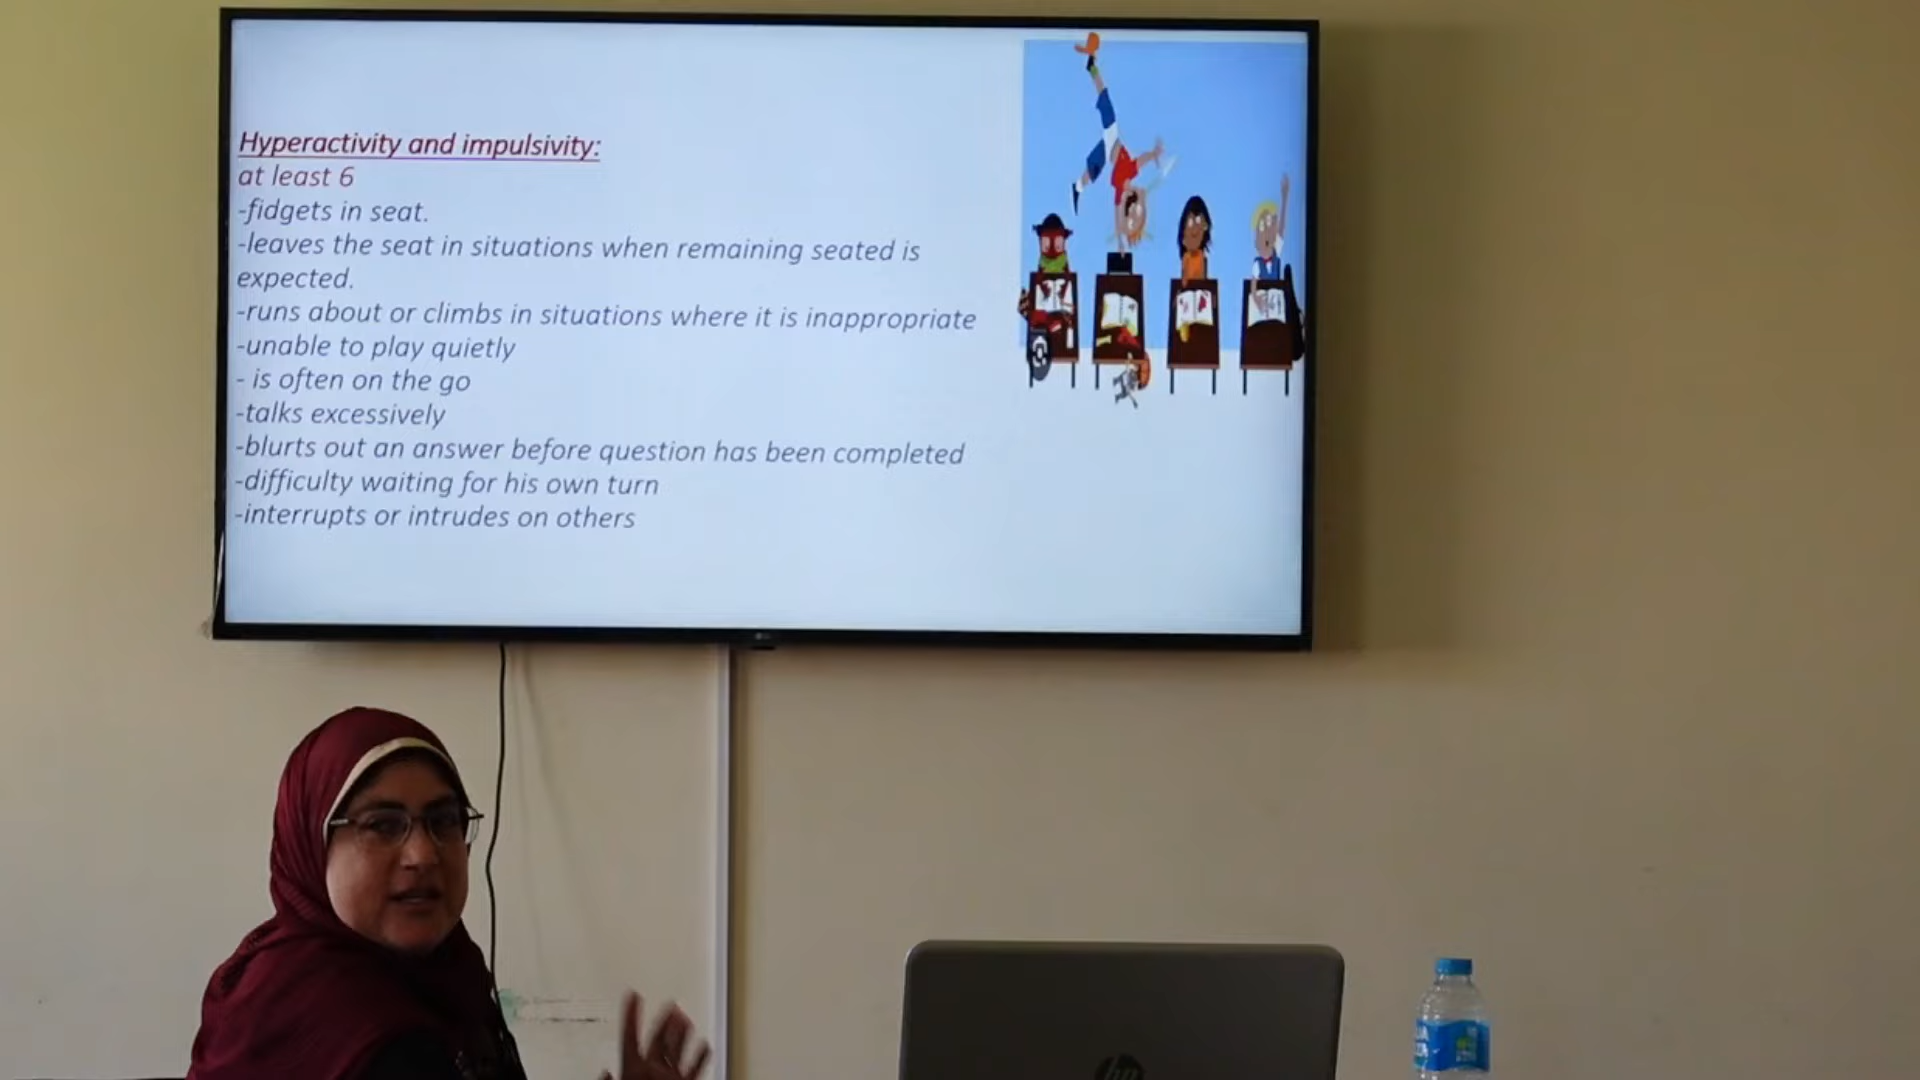 Hyperactivity and impulsivity:
at least 6
-fidgets in seat.
-leaves the seat in situations when remaining seated is
expected.
-runs about or climbs in situations where it is inappropriate
-unable to play quietly
- is often on the go
-talks excessively
-blurts out an answer before question has been completed
-difficulty waiting for his own turn
-interrupts or intrudes on others
hp